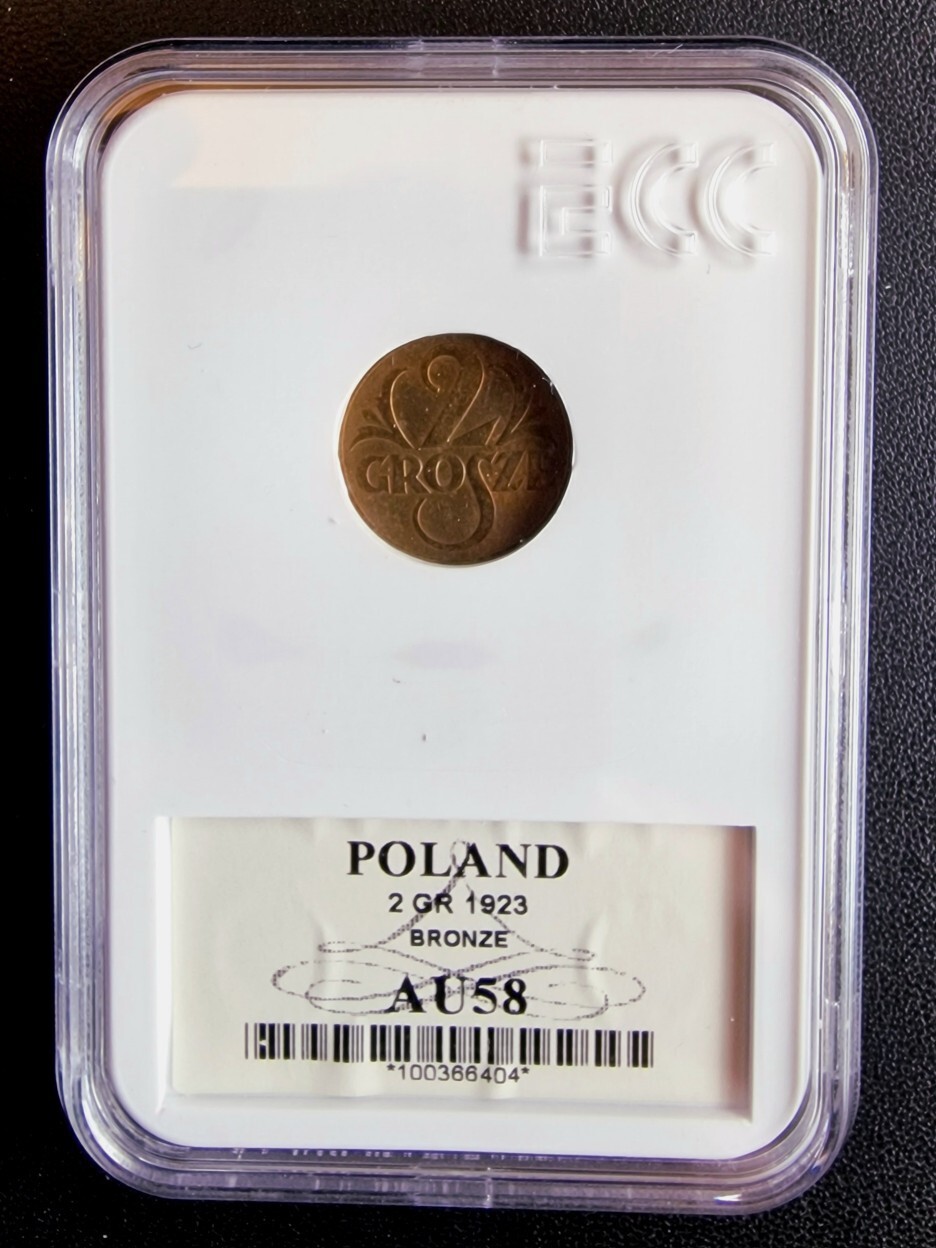 ECC
2
GROSZE
POLAND
2 GR 1923
BRONZE
AU58
*100366404*